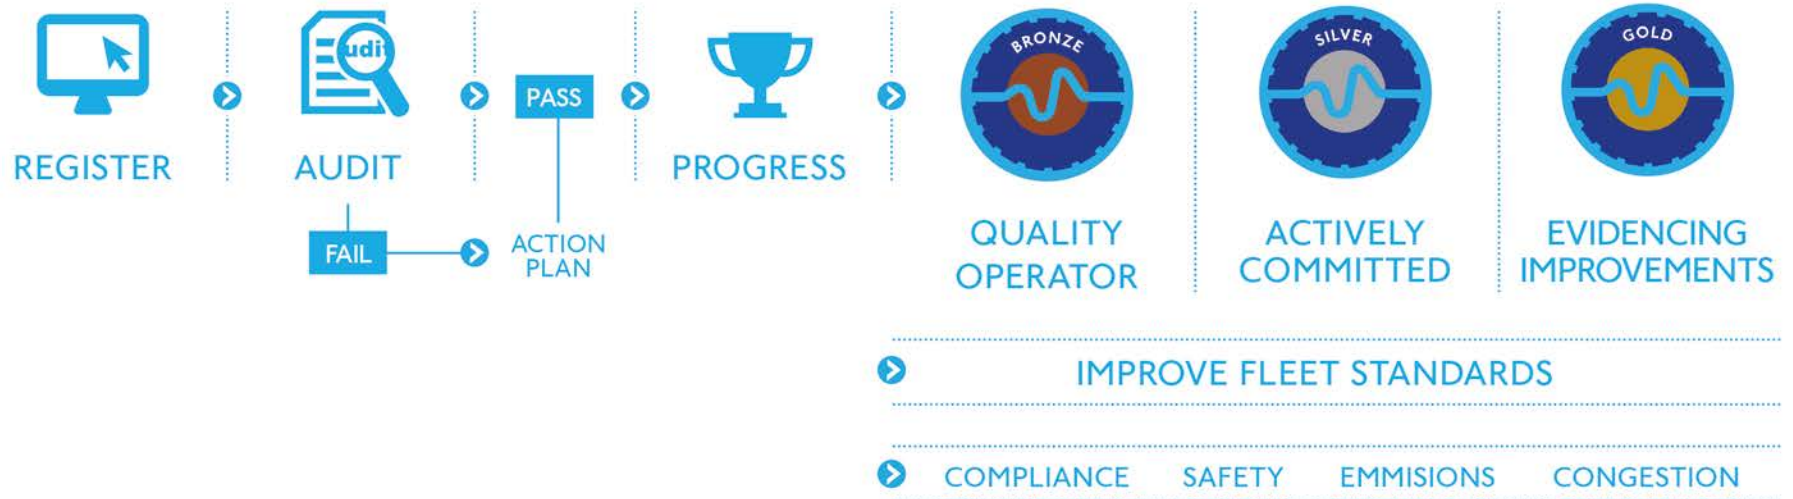 REGISTER
AUDIT
udi
FAIL
ACTION
PLAN
PASS
PROGRESS
BRONZE
QUALITY
OPERATOR
SILVER
ACTIVELY
COMMITTED
GOLD
EVIDENCING
IMPROVEMENTS
IMPROVE FLEET STANDARDS
COMPLIANCE SAFETY EMMISIONS CONGESTION